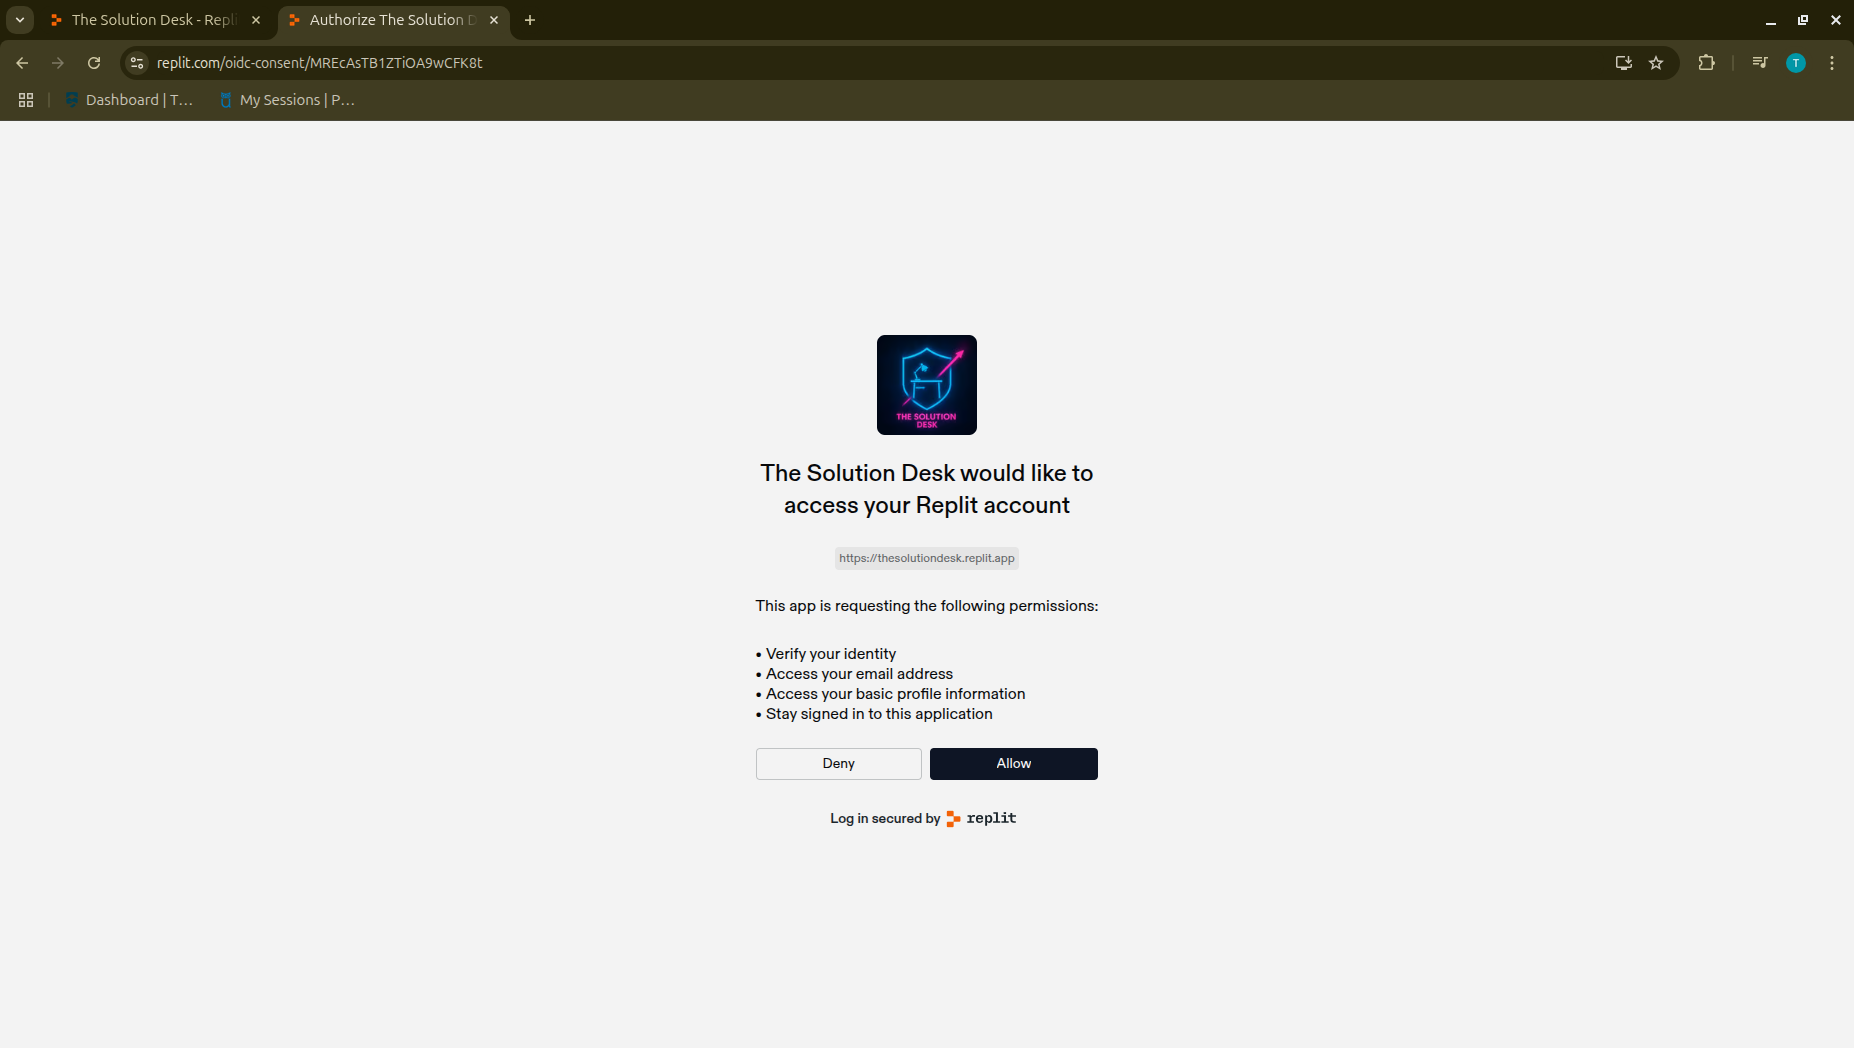 The Solution Desk - Repl
Authorize The Solution D
replit.com/oidc-consent/MREcAsTB1ZTiOA9wCFK8t
T
Dashboard | T...
My Sessions | P...
THE SOLUTION
DESK
The Solution Desk would like to
access your Replit account
https://thesolutiondesk.replit.app
This app is requesting the following permissions:
• Verify your identity
• Access your email address
• Access your basic profile information
• Stay signed in to this application
Deny
Allow
Log in secured by replit